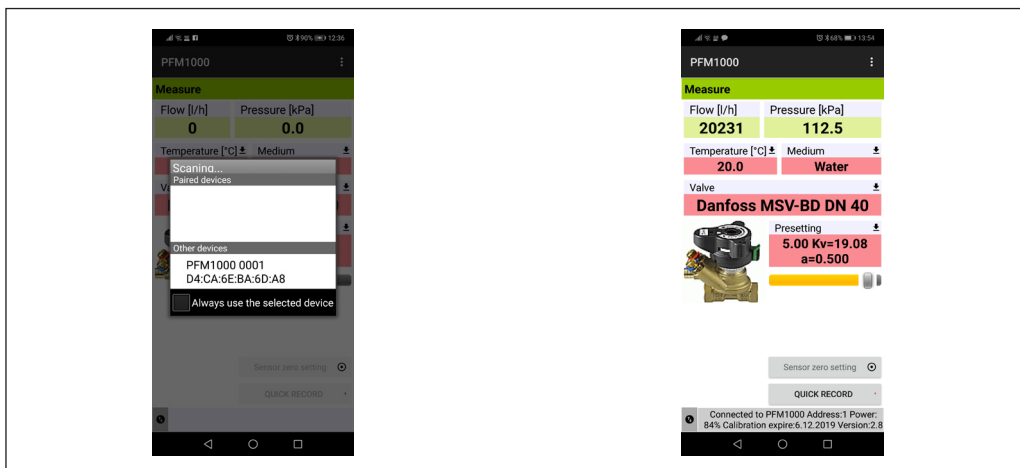 90% 12:36
PFM1000
Measure
Flow [l/h] Pressure [kPa]
0 0.0
Temperature [°C] Medium
Scaning...
Paired devices
Other devices
PFM1000 0001
D4:CA:6E:BA:6D:A8
Always use the selected device
Sensor zero setting
QUICK RECORD
68% 13:54
PFM1000
Measure
Flow [l/h] Pressure [kPa]
20231 112.5
Temperature [°C] Medium
20.0 Water
Valve
Danfoss MSV-BD DN 40
Presetting
5.00 Kv=19.08
a=0.500
Sensor zero setting
QUICK RECORD
Connected to PFM1000 Address:1 Power:
84% Calibration expire:6.12.2019 Version:2.8